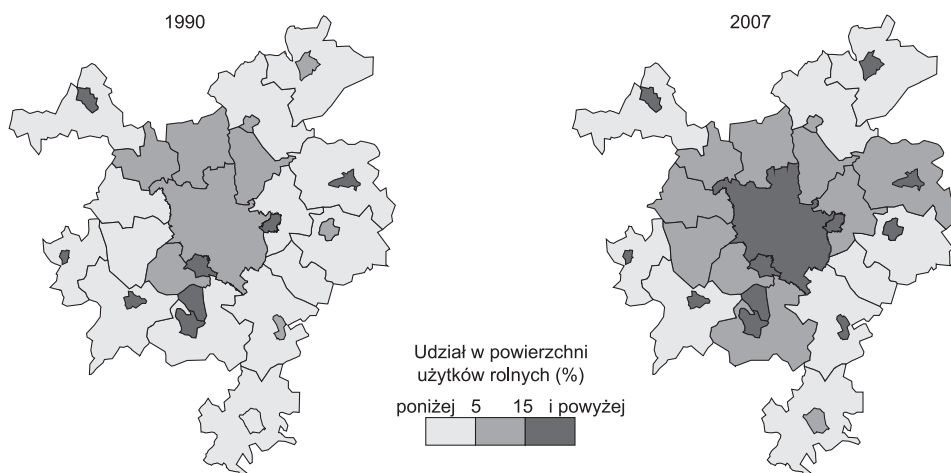 1990
2007
Udział w powierzchni
użytków rolnych (%)
poniżej 5 15 i powyżej